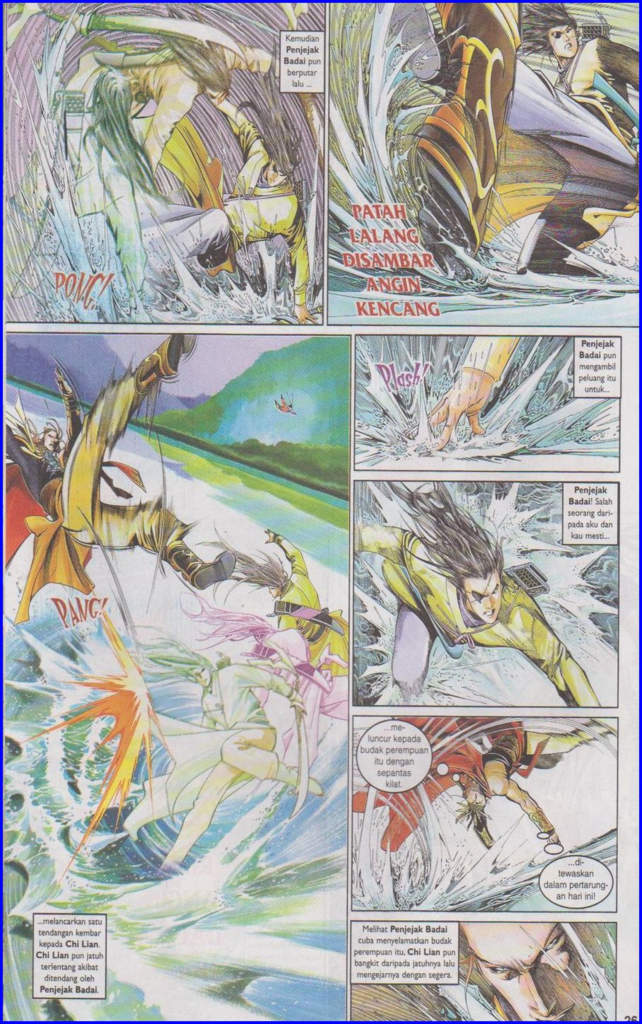 Kemudian
Penjejak
Badai pun
berputar
lalu ...
PONG!
PATAH
LALANG
DISAMBAR
ANGIN
KENCANG
PANG!
...melancarkan satu
tendangan kembar
kepada Chi Lian.
Chi Lian pun jatuh
terlentang akibat
ditendang oleh
Penjejak Badai.
Penjejak
Badai pun
mengambil
peluang itu
untuk...
Plash!
Penjejak
Badai! Salah
seorang dari-
pada aku dan
kau mesti...
...me-
luncur kepada
budak perempuan
itu dengan
sepantas
kilat.
...di-
tewaskan
dalam pertarung-
an hari ini!
Melihat Penjejak Badai
cuba menyelamatkan budak
perempuan itu, Chi Lian pun
bangkit daripada jatuhnya lalu
mengejarnya dengan segera.
26